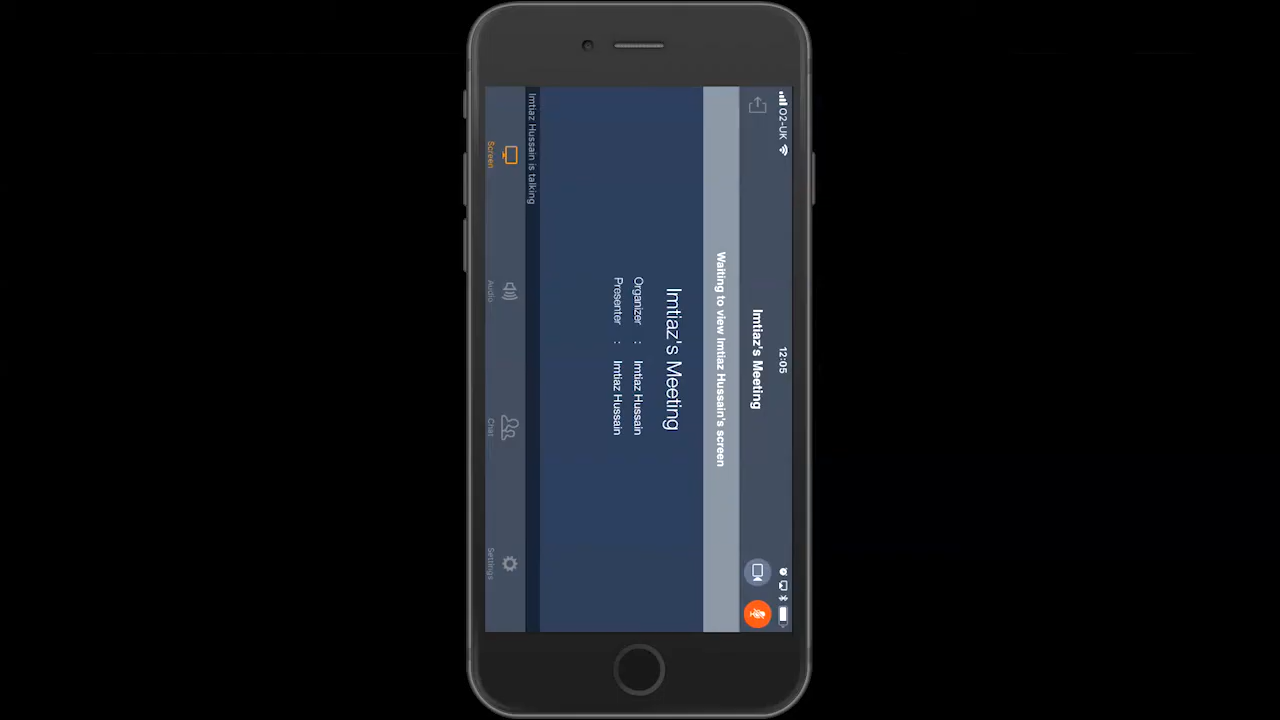 O2-UK
12:05
Imtiaz's Meeting
Waiting to view Imtiaz Hussain's screen
Imtiaz's Meeting
Organizer : Imtiaz Hussain
Presenter : Imtiaz Hussain
Imtiaz Hussain is talking
Screen
Audio
Chat
Settings